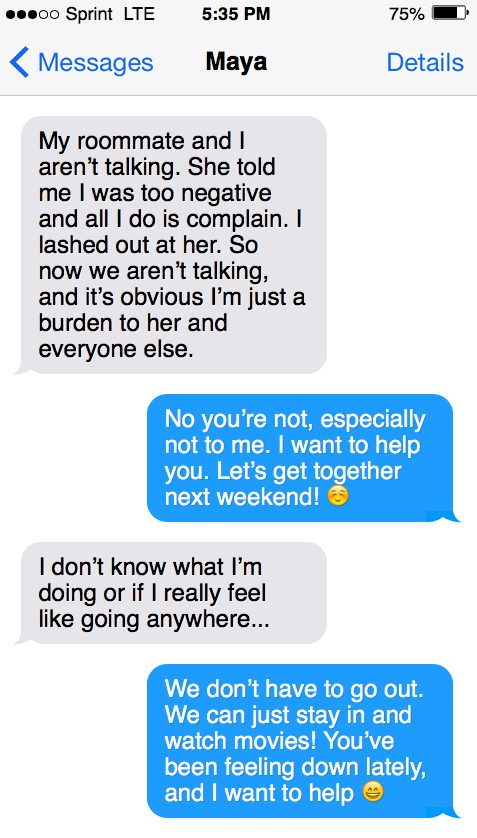 Sprint LTE 5:35 PM 75%
Messages Maya Details
My roommate and I
aren’t talking. She told
me I was too negative
and all I do is complain. I
lashed out at her. So
now we aren’t talking,
and it’s obvious I’m just a
burden to her and
everyone else.
No you’re not, especially
not to me. I want to help
you. Let’s get together
next weekend! ☺️
I don’t know what I’m
doing or if I really feel
like going anywhere...
We don’t have to go out.
We can just stay in and
watch movies! You’ve
been feeling down lately,
and I want to help 😄